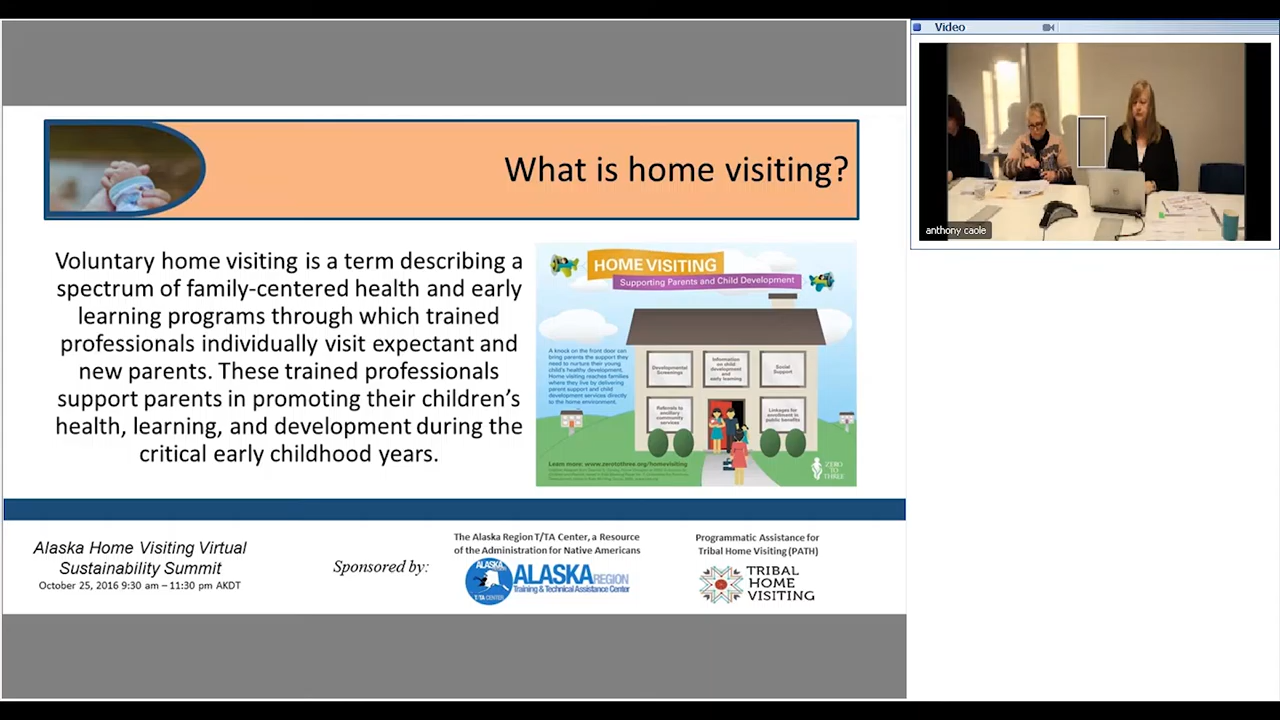 Video
anthony caole
What is home visiting?
Voluntary home visiting is a term describing a
spectrum of family-centered health and early
learning programs through which trained
professionals individually visit expectant and
new parents. These trained professionals
support parents in promoting their children's
health, learning, and development during the
critical early childhood years.
HOME VISITING
Supporting Parents and Child Development
A knock on the front door can
bring parents the support they
need to nurture their young
child's healthy development.
Home visiting reaches families
where they live by delivering
parent support and child
development services directly
to the home environment.
Developmental
Screenings
Information
on child
development
and early learning
Social
Support
Referrals to
ancillary
community
services
Linkages for
enrollment in
public benefits
Learn more: www.zerotothree.org/homevisiting
ZERO
TO
THREE
Alaska Home Visiting Virtual
Sustainability Summit
October 25, 2016 9:30 am – 11:30 pm AKDT
Sponsored by:
The Alaska Region T/TA Center, a Resource
of the Administration for Native Americans
ALASKA
T/TA CENTER
ALASKA REGION
Training & Technical Assistance Center
Programmatic Assistance for
Tribal Home Visiting (PATH)
TRIBAL
HOME
VISITING